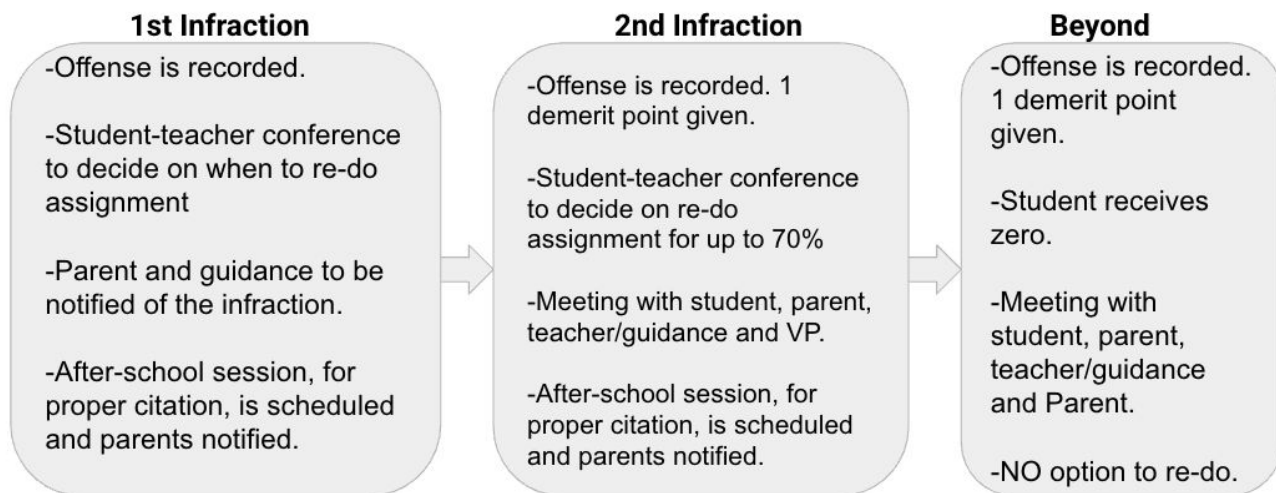 1st Infraction
-Offense is recorded.
-Student-teacher conference
to decide on when to re-do
assignment
-Parent and guidance to be
notified of the infraction.
-After-school session, for
proper citation, is scheduled
and parents notified.
2nd Infraction
-Offense is recorded. 1
demerit point given.
-Student-teacher conference
to decide on re-do
assignment for up to 70%
-Meeting with student, parent,
teacher/guidance and VP.
-After-school session, for
proper citation, is scheduled
and parents notified.
Beyond
-Offense is recorded.
1 demerit point
given.
-Student receives
zero.
-Meeting with
student, parent,
teacher/guidance
and Parent.
-NO option to re-do.